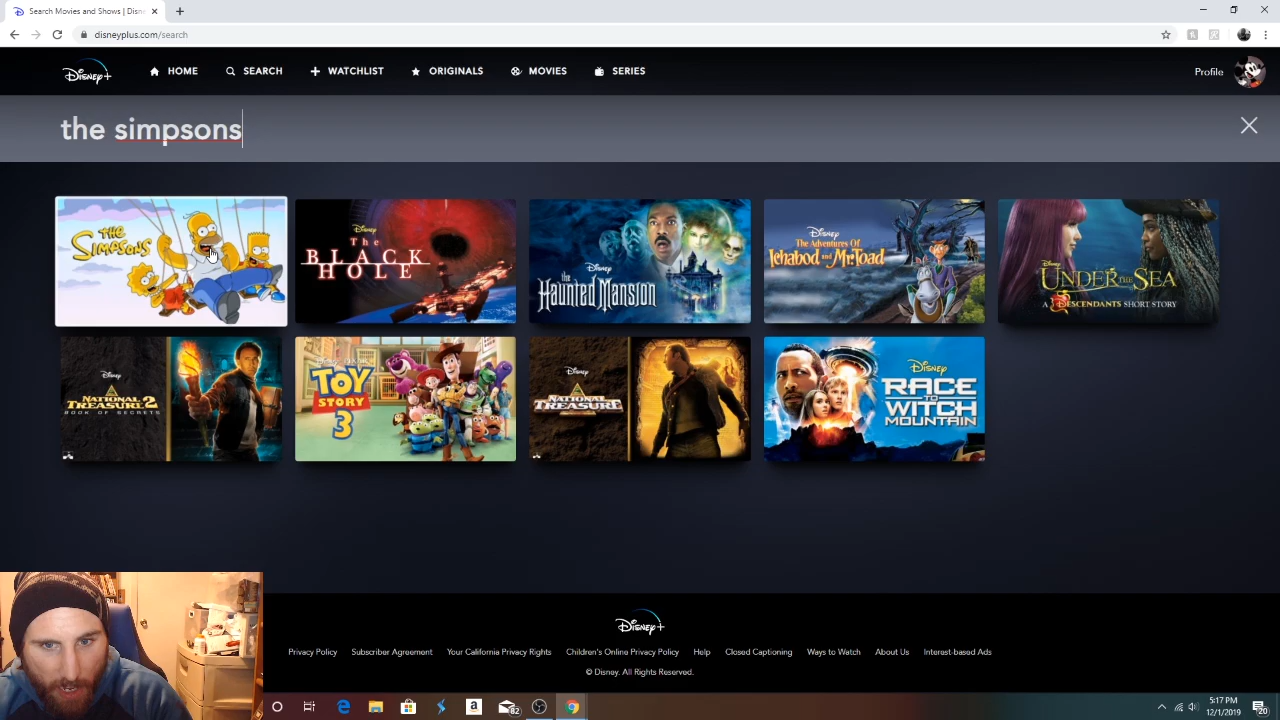 Search Movies and Shows | Disney
disneyplus.com/search
Disney+ HOME SEARCH WATCHLIST ORIGINALS MOVIES SERIES Profile
the simpsons
THE SIMPSONS
Disney The BLACK HOLE
Disney the Haunted Mansion
Disney The Adventures Of Ichabod and Mr. Toad
Disney UNDER THE SEA A DESCENDANTS SHORT STORY
Disney NATIONAL TREASURE 2 BOOK OF SECRETS
TOY STORY 3
Disney NATIONAL TREASURE
Disney RACE TO WITCH MOUNTAIN
Disney+
Privacy Policy Subscriber Agreement Your California Privacy Rights Children's Online Privacy Policy Help Closed Captioning Ways to Watch About Us Interest-based Ads
© Disney. All Rights Reserved.
62
5:17 PM
12/1/2019
20